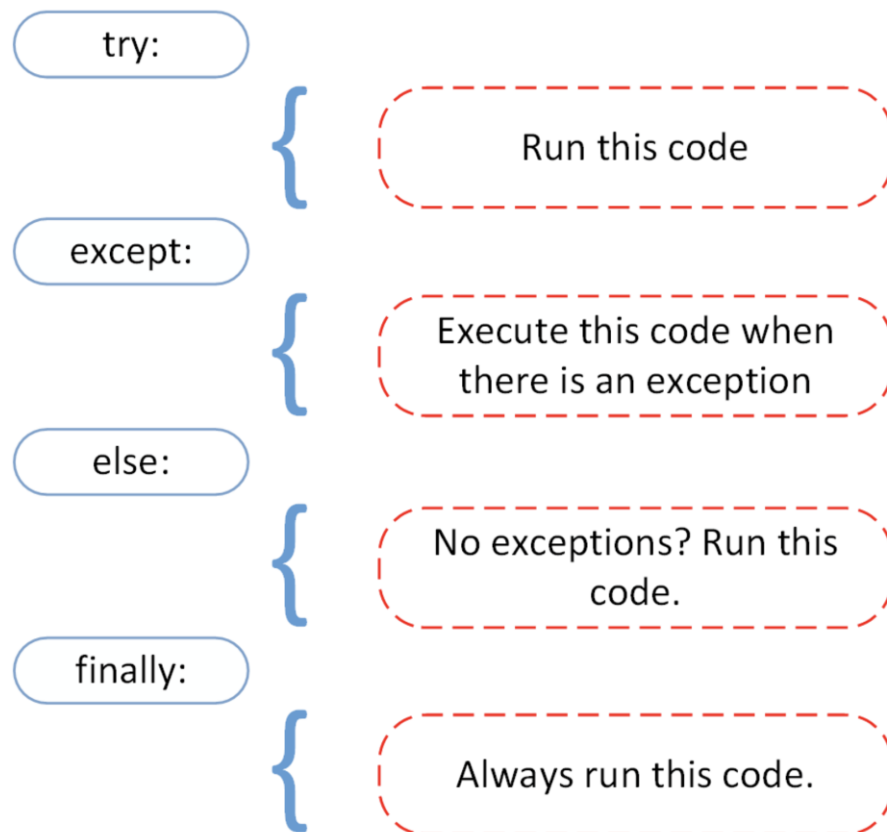 try:
Run this code
except:
Execute this code when
there is an exception
else:
No exceptions? Run this
code.
finally:
Always run this code.